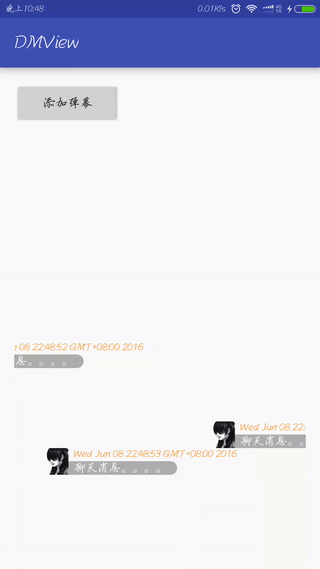 晚上10:48 0.01K/s 4G 1X
DMView
添加弹幕
08 22:48:52 GMT+08:00 2016
息。。。。
Wed Jun 08 22:
聊天消息。。
Wed Jun 08 22:48:53 GMT+08:00 2016
聊天消息。。。。